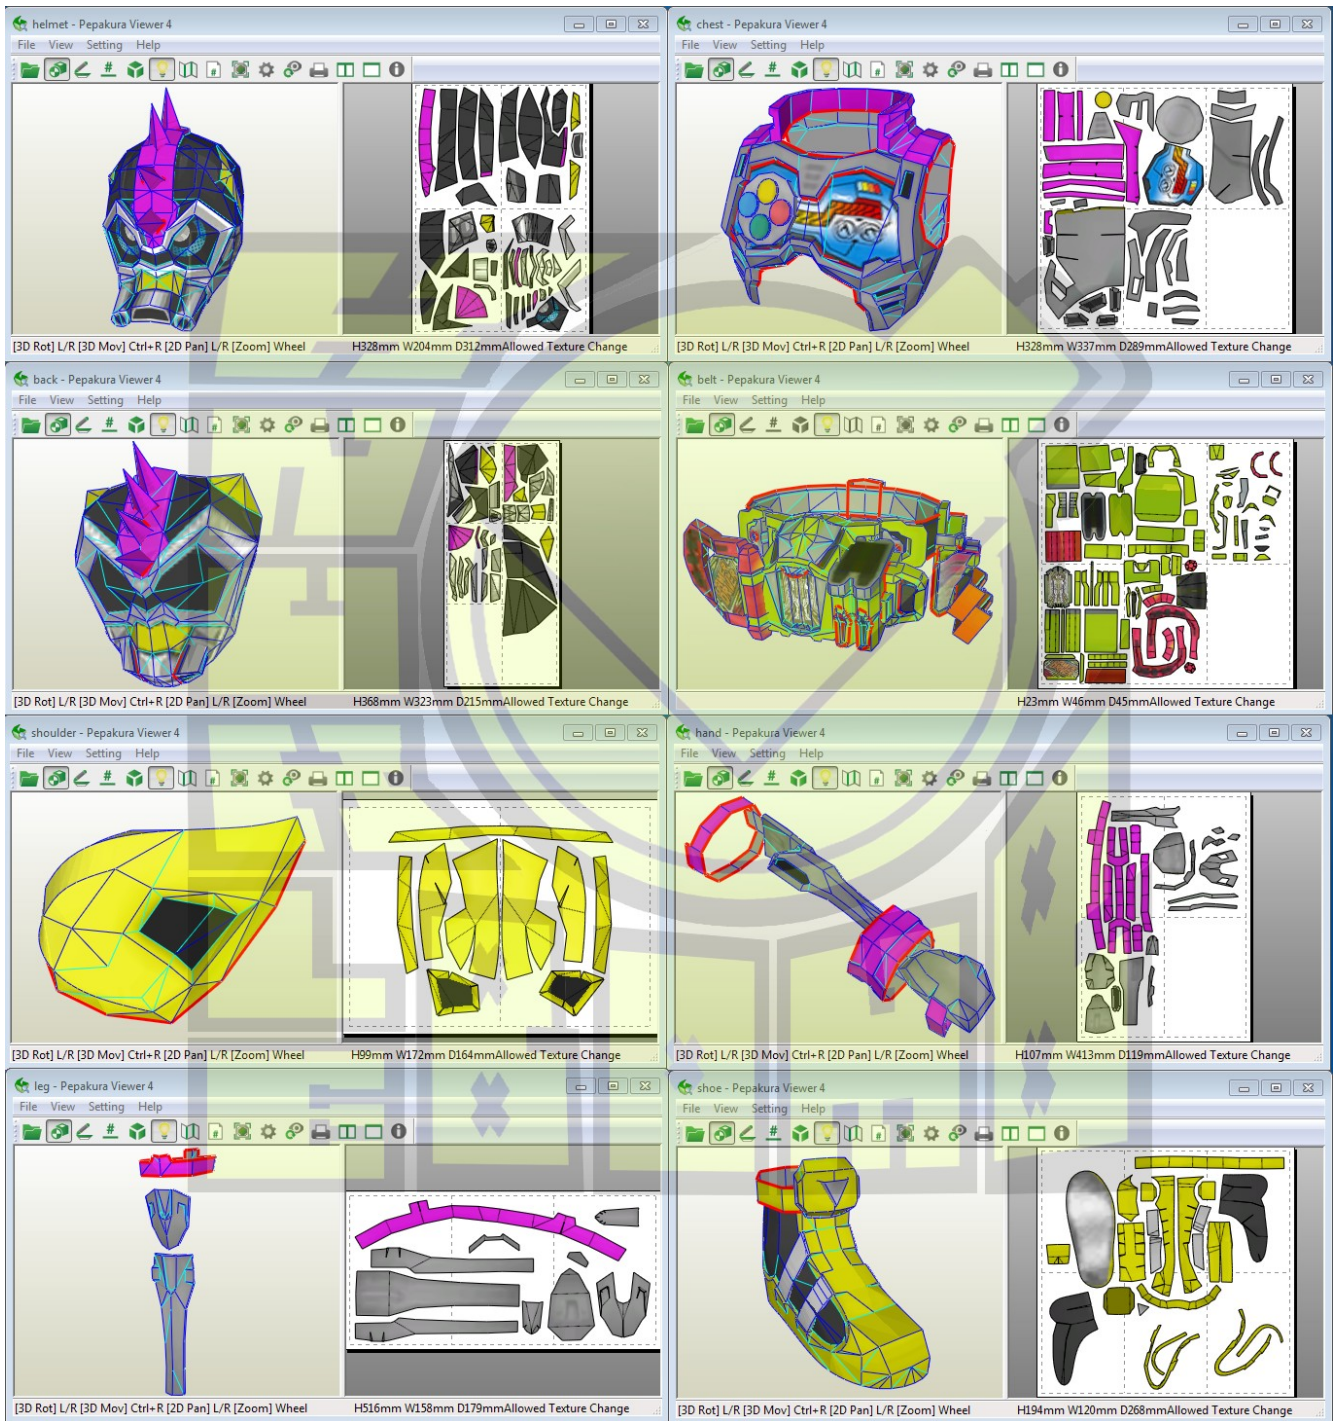 helmet - Pepakura Viewer 4
File View Setting Help
[3D Rot] L/R [3D Mov] Ctrl+R [2D Pan] L/R [Zoom] Wheel
H328mm W204mm D312mmAllowed Texture Change
chest - Pepakura Viewer 4
File View Setting Help
[3D Rot] L/R [3D Mov] Ctrl+R [2D Pan] L/R [Zoom] Wheel
H328mm W337mm D289mmAllowed Texture Change
back - Pepakura Viewer 4
File View Setting Help
[3D Rot] L/R [3D Mov] Ctrl+R [2D Pan] L/R [Zoom] Wheel
H368mm W323mm D215mmAllowed Texture Change
belt - Pepakura Viewer 4
File View Setting Help
H23mm W46mm D45mmAllowed Texture Change
shoulder - Pepakura Viewer 4
File View Setting Help
[3D Rot] L/R [3D Mov] Ctrl+R [2D Pan] L/R [Zoom] Wheel
H99mm W172mm D164mmAllowed Texture Change
hand - Pepakura Viewer 4
File View Setting Help
[3D Rot] L/R [3D Mov] Ctrl+R [2D Pan] L/R [Zoom] Wheel
H107mm W413mm D119mmAllowed Texture Change
leg - Pepakura Viewer 4
File View Setting Help
[3D Rot] L/R [3D Mov] Ctrl+R [2D Pan] L/R [Zoom] Wheel
H516mm W158mm D179mmAllowed Texture Change
shoe - Pepakura Viewer 4
File View Setting Help
[3D Rot] L/R [3D Mov] Ctrl+R [2D Pan] L/R [Zoom] Wheel
H194mm W120mm D268mmAllowed Texture Change